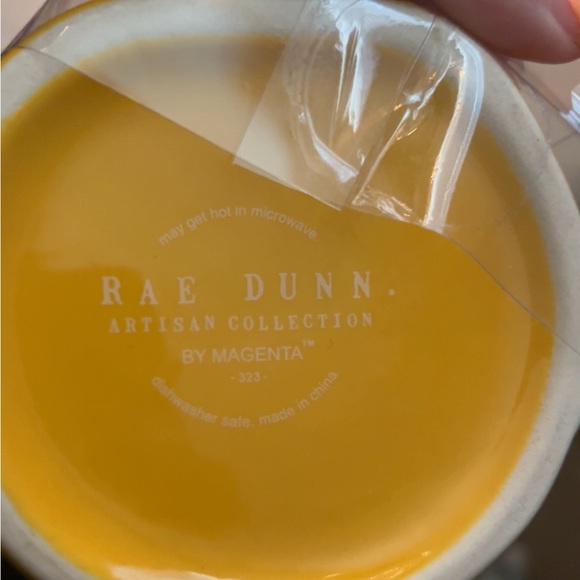 may get hot in microwave
RAE DUNN.
ARTISAN COLLECTION
BY MAGENTA™
- 323 -
dishwasher safe. made in china